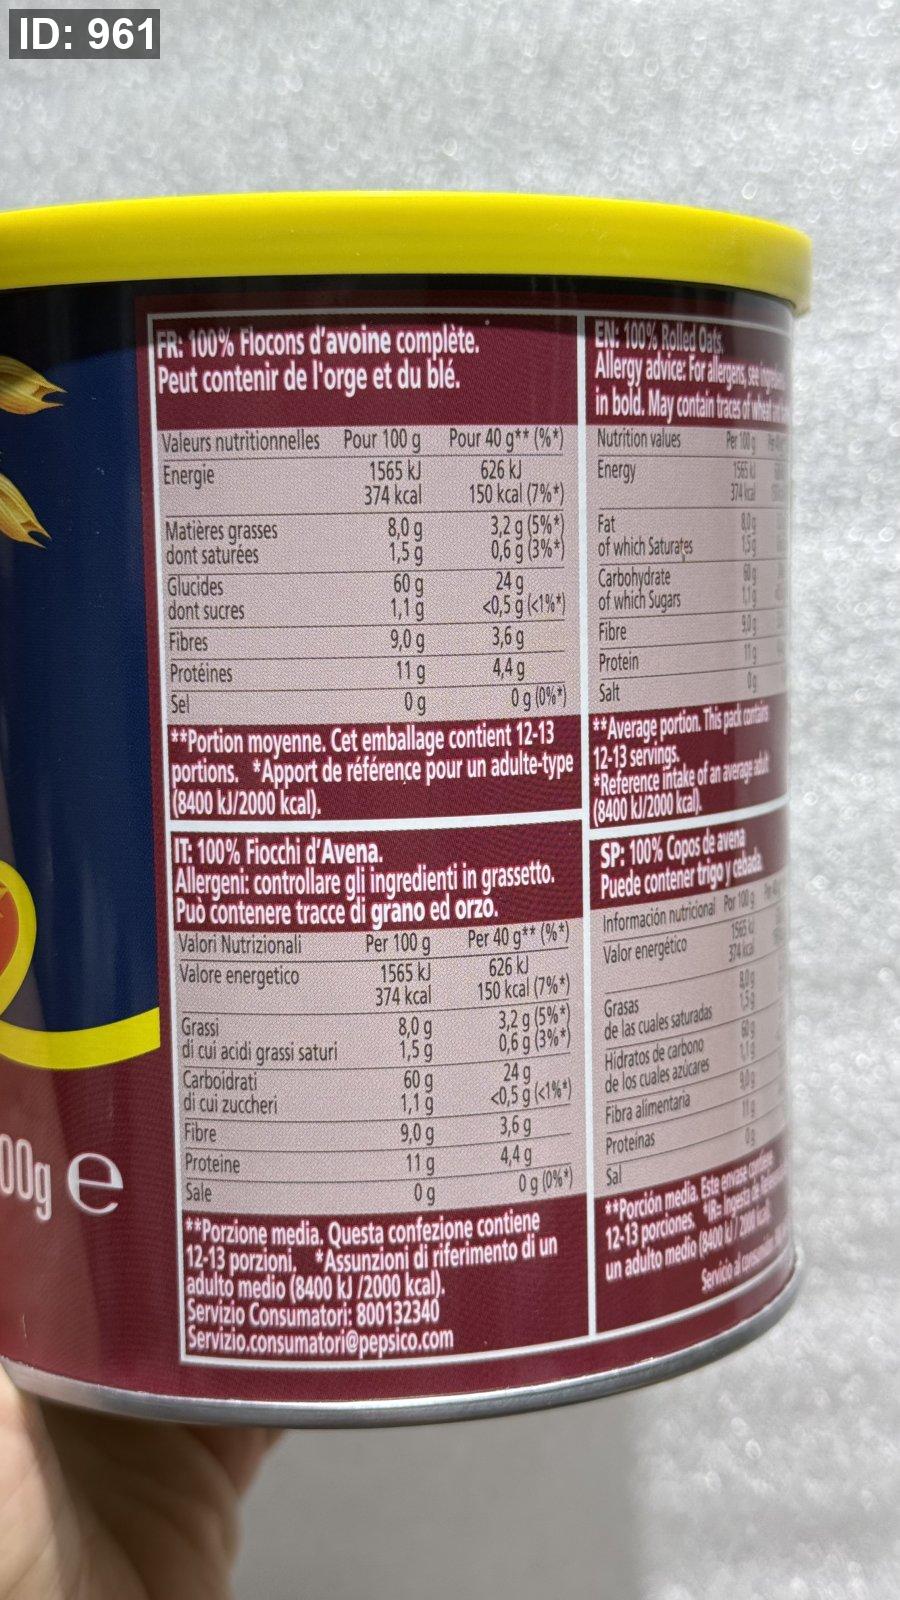 ID: 961
FR: 100% Flocons d'avoine complète.
Peut contenir de l'orge et du blé.
Valeurs nutritionnelles Pour 100 g Pour 40 g** (%*)
Energie 1565 kJ 626 kJ
374 kcal 150 kcal (7%*)
Matières grasses 8,0 g 3,2 g (5%*)
dont saturées 1,5 g 0,6 g (3%*)
Glucides 60 g 24 g
dont sucres 1,1 g <0,5 g (<1%*)
Fibres 9,0 g 3,6 g
Protéines 11 g 4,4 g
Sel 0 g 0 g (0%*)
**Portion moyenne. Cet emballage contient 12-13
portions. *Apport de référence pour un adulte-type
(8400 kJ/2000 kcal).
EN: 100% Rolled Oats.
Allergy advice: For allergens, see
in bold. May contain traces of wheat
Nutrition values Per 100 g
Energy 1565 kJ
374 kcal
Fat 8.0 g
of which Saturates 1.5 g
Carbohydrate 60 g
of which Sugars 1.1 g
Fibre 9.0 g
Protein 11 g
Salt 0 g
**Average portion. This pack contains
12-13 servings.
*Reference intake of an average adult
(8400 kJ/2000 kcal).
IT: 100% Fiocchi d'Avena.
Allergeni: controllare gli ingredienti in grassetto.
Può contenere tracce di grano ed orzo.
Valori Nutrizionali Per 100 g Per 40 g** (%*)
Valore energetico 1565 kJ 626 kJ
374 kcal 150 kcal (7%*)
Grassi 8,0 g 3,2 g (5%*)
di cui acidi grassi saturi 1,5 g 0,6 g (3%*)
Carboidrati 60 g 24 g
di cui zuccheri 1,1 g <0,5 g (<1%*)
Fibre 9,0 g 3,6 g
Proteine 11 g 4,4 g
Sale 0 g 0 g (0%*)
**Porzione media. Questa confezione contiene
12-13 porzioni. *Assunzioni di riferimento di un
adulto medio (8400 kJ /2000 kcal).
Servizio Consumatori: 800132340
Servizio.consumatori@pepsico.com
SP: 100% Copos de avena
Puede contener trigo y cebada.
Información nutricional Por 100 g
Valor energético 1565 kJ
374 kcal
Grasas 8,0 g
de las cuales saturadas 1,5 g
Hidratos de carbono 60 g
de los cuales azúcares 1,1 g
Fibra alimentaria 9,0 g
Proteínas 11 g
Sal 0 g
**Porción media. Este envase contiene
12-13 porciones. *IR= Ingesta de
un adulto medio (8400 kJ / 2000 kcal).
Servicio al
00g e